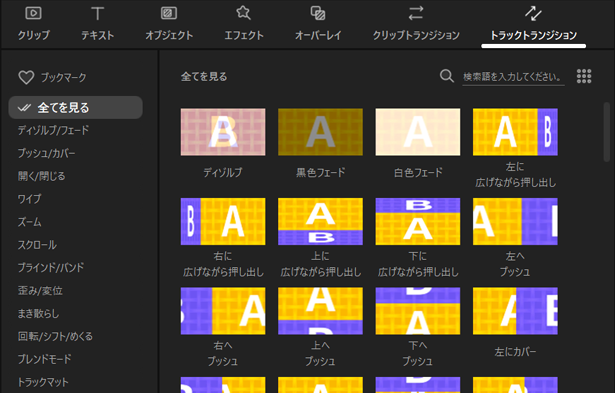 クリップ
テキスト
オブジェクト
エフェクト
オーバーレイ
クリップトランジション
トラックトランジション
ブックマーク
全てを見る
ディゾルブ/フェード
プッシュ/カバー
開く/閉じる
ワイプ
ズーム
スクロール
ブラインド/バンド
歪み/変位
まき散らし
回転/シフト/めくる
ブレンドモード
トラックマット
全てを見る
検索語を入力してください。
B
A
A
A B
ディゾルブ
黒色フェード
白色フェード
左に
広げながら押し出し
B A
A
B
B
A
A
右に
広げながら押し出し
上に
広げながら押し出し
下に
広げながら押し出し
左へ
プッシュ
A
A
A
A
右へ
プッシュ
上へ
プッシュ
下へ
プッシュ
左にカバー